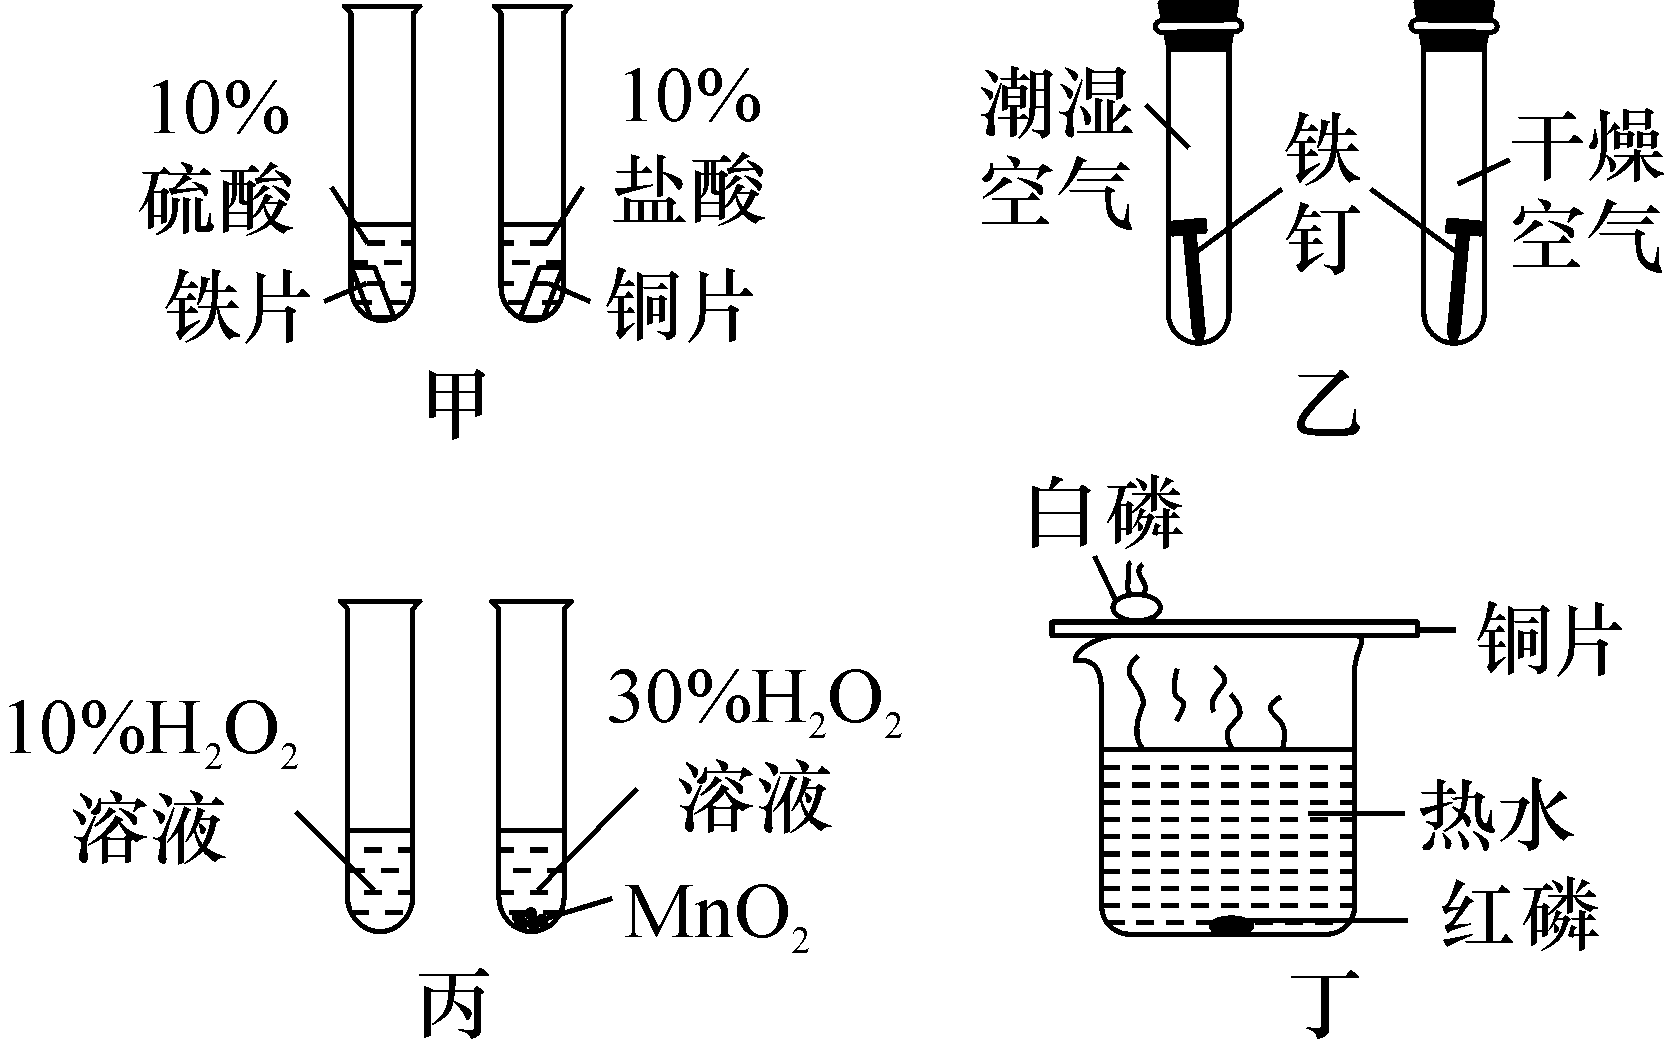 10%
硫酸
铁片
10%
盐酸
铜片
甲
潮湿
空气
铁
钉
干燥
空气
乙
10%H₂O₂
溶液
30%H₂O₂
溶液
MnO₂
丙
白磷
铜片
热水
红磷
丁